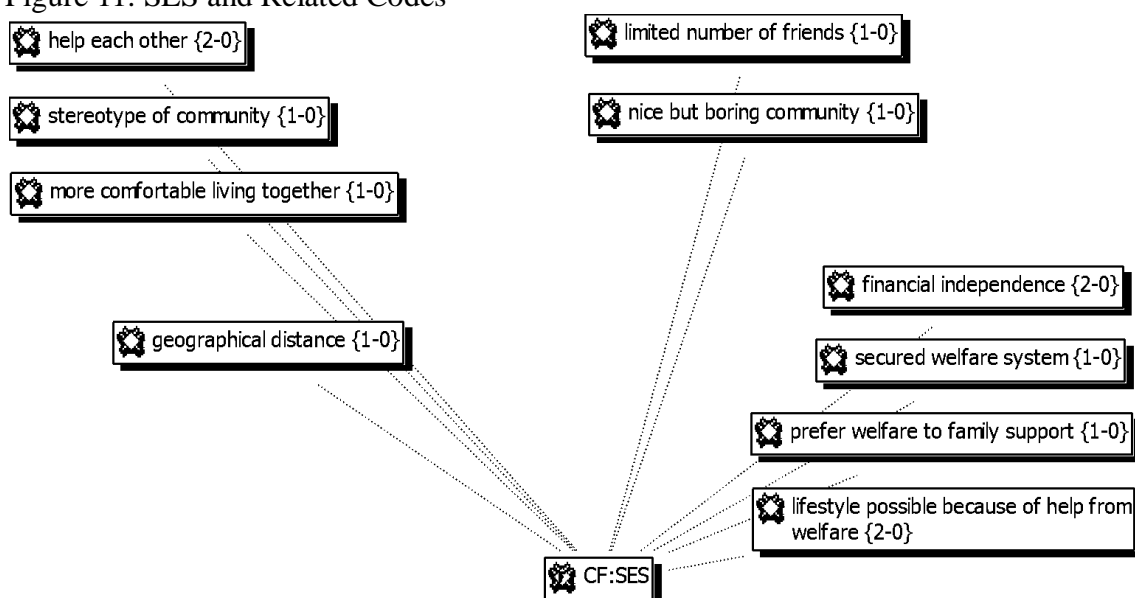 Figure 11: SES and Related Codes
help each other {2-0}
limited number of friends {1-0}
stereotype of community {1-0}
nice but boring community {1-0}
more comfortable living together {1-0}
financial independence {2-0}
geographical distance {1-0}
secured welfare system {1-0}
prefer welfare to family support {1-0}
lifestyle possible because of help from
welfare {2-0}
CF:SES